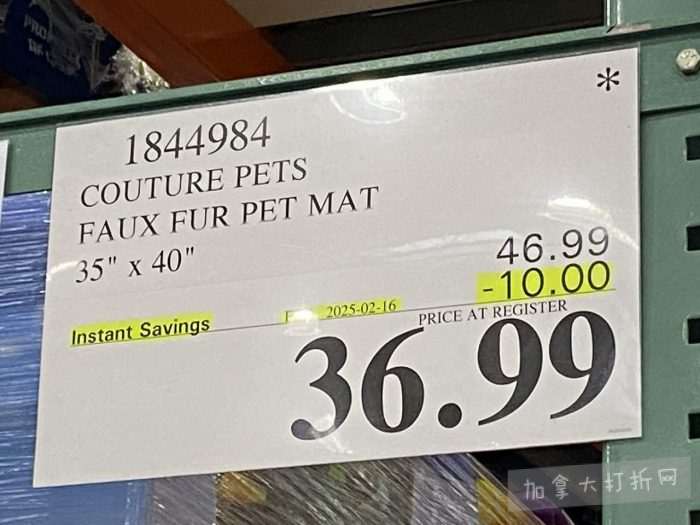 *
1844984
COUTURE PETS
FAUX FUR PET MAT
35" x 40"
46.99
-10.00
Instant Savings
2025-02-16
PRICE AT REGISTER
36.99
加拿大打折网